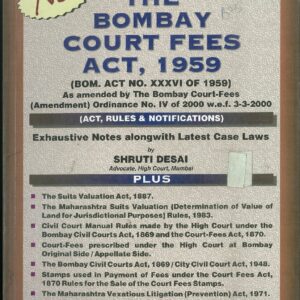 THE
BOMBAY
COURT FEES
ACT, 1959
(BOM. ACT NO. XXXVI OF 1959)
As amended by The Bombay Court-Fees
(Amendment) Ordinance No. IV of 2000 w.e.f. 3-3-2000
(ACT, RULES & NOTIFICATIONS)
Exhaustive Notes alongwith Latest Case Laws
by
SHRUTI DESAI
Advocate, High Court, Mumbai
PLUS
The Suits Valuation Act, 1887.
The Maharashtra Suits Valuation (Determination of Value of
Land for Jurisdictional Purposes] Rules, 1983.
Civil Court Manual Rules made by the High Court under the
Bombay Civil Courts Act, 1869 and the Court-Fees Act, 1870.
Court-Fees prescribed under the High Court at Bombay
Original Side / Appellate Side.
The Bombay Civil Courts Act, 1869 / City Civil Court Act, 1948.
Stamps used in Payment of Fees under the Court Fees Act,
1870 Rules for the Sale of the Court Fees Stamps.
The Maharashtra Vexatious Litigation (Prevention) Act, 1971.